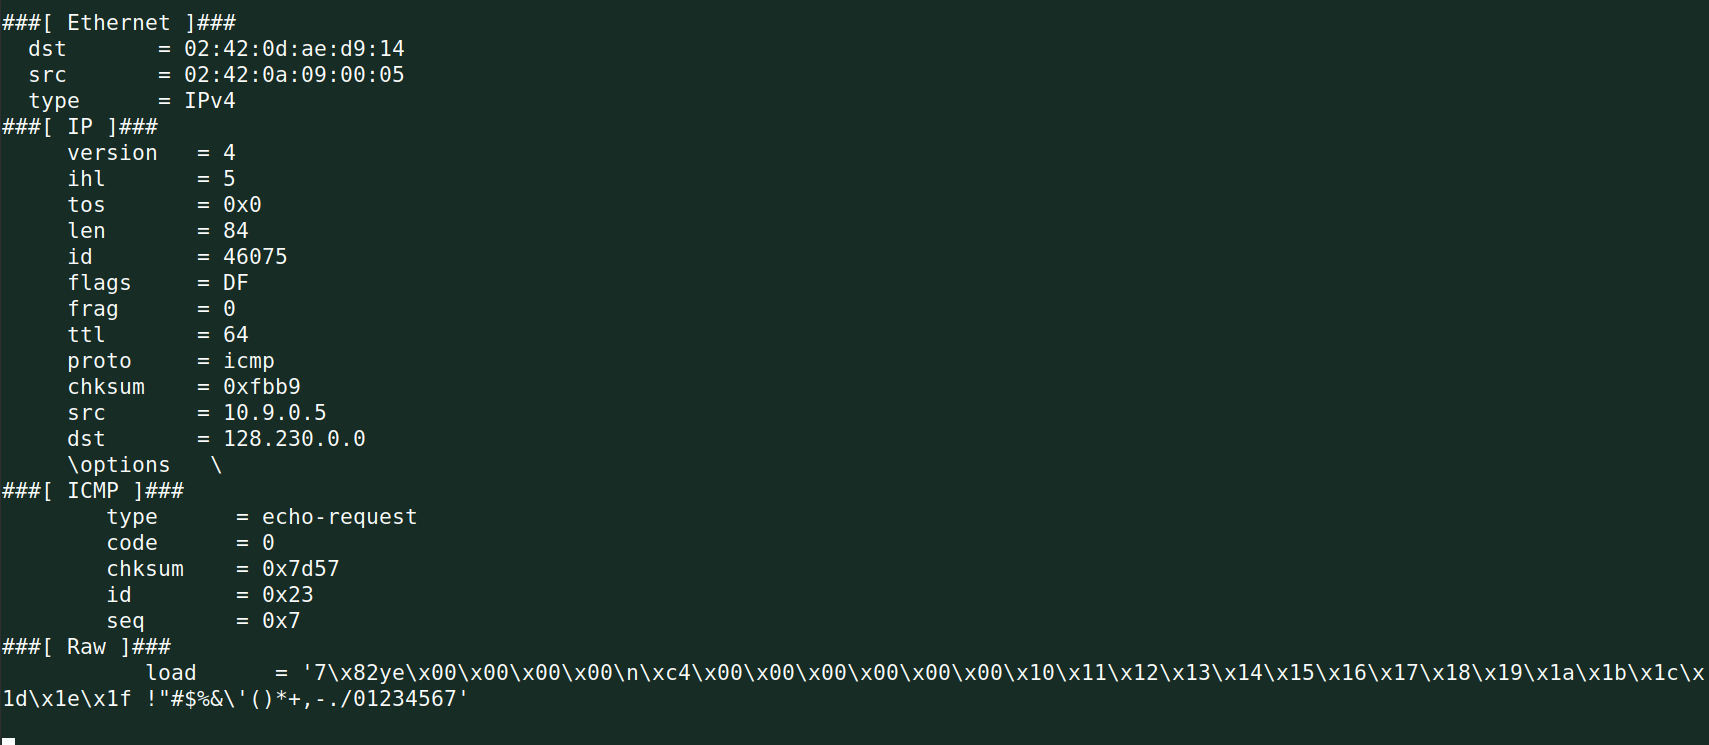 ###[ Ethernet ]###
  dst       = 02:42:0d:ae:d9:14
  src       = 02:42:0a:09:00:05
  type      = IPv4
###[ IP ]###
     version   = 4
     ihl       = 5
     tos       = 0x0
     len       = 84
     id        = 46075
     flags     = DF
     frag      = 0
     ttl       = 64
     proto     = icmp
     chksum    = 0xfbb9
     src       = 10.9.0.5
     dst       = 128.230.0.0
     \options   \
###[ ICMP ]###
        type      = echo-request
        code      = 0
        chksum    = 0x7d57
        id        = 0x23
        seq       = 0x7
###[ Raw ]###
           load      = '7\x82ye\x00\x00\x00\x00\n\xc4\x00\x00\x00\x00\x00\x00\x10\x11\x12\x13\x14\x15\x16\x17\x18\x19\x1a\x1b\x1c\x
1d\x1e\x1f !"#$%&\'()*+,-./01234567'